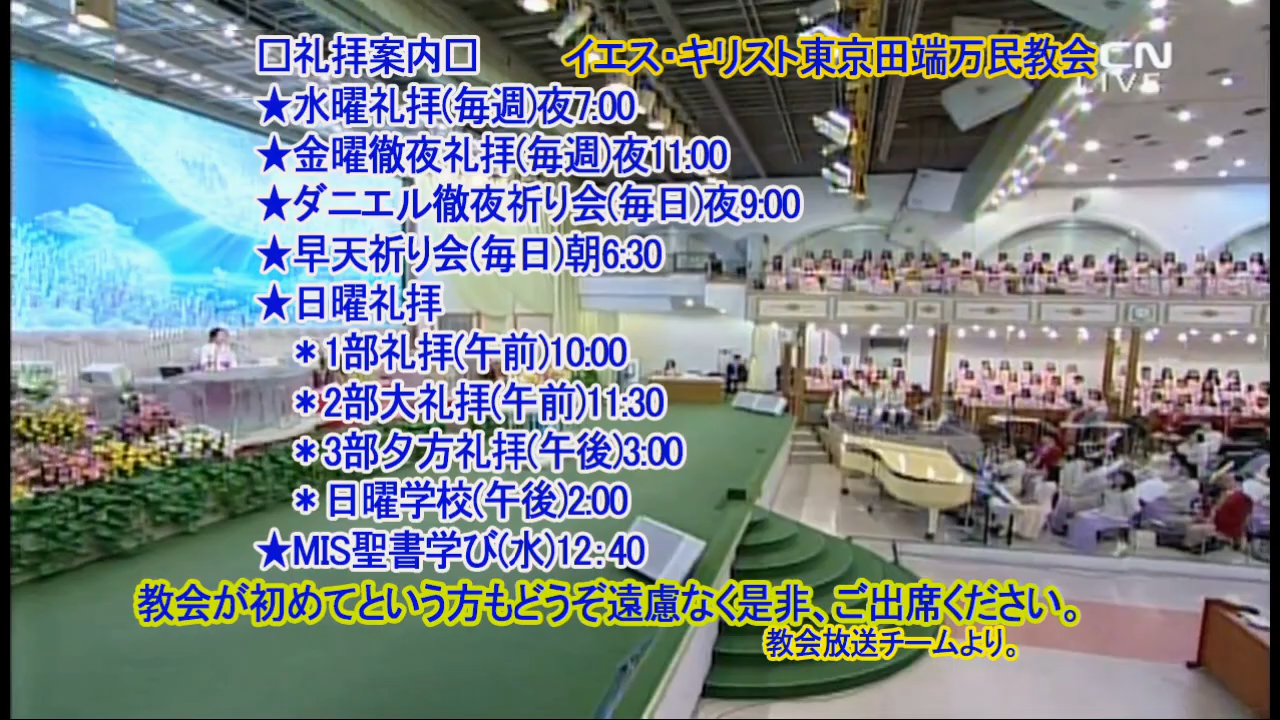 □礼拝案内□ イエス・キリスト東京田端万民教会
CN
LIVE
★水曜礼拝(毎週)夜7:00
★金曜徹夜礼拝(毎週)夜11:00
★ダニエル徹夜祈り会(毎日)夜9:00
★早天祈り会(毎日)朝6:30
★日曜礼拝
＊1部礼拝(午前)10:00
＊2部大礼拝(午前)11:30
＊3部夕方礼拝(午後)3:00
＊日曜学校(午後)2:00
★MIS聖書学び(水)12:40
教会が初めてという方もどうぞ遠慮なく是非、ご出席ください。
教会放送チームより。